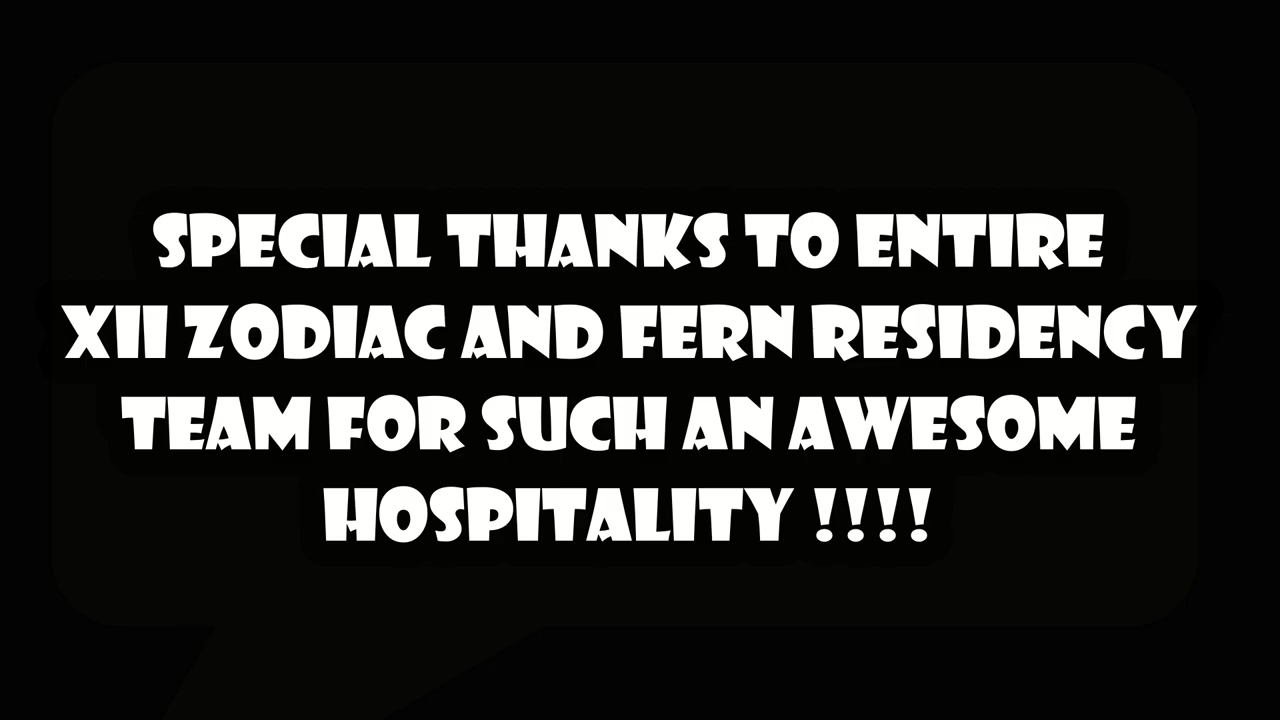 SPECIAL THANKS TO ENTIRE
XII ZODIAC AND FERN RESIDENCY
TEAM FOR SUCH AN AWESOME
HOSPITALITY !!!!